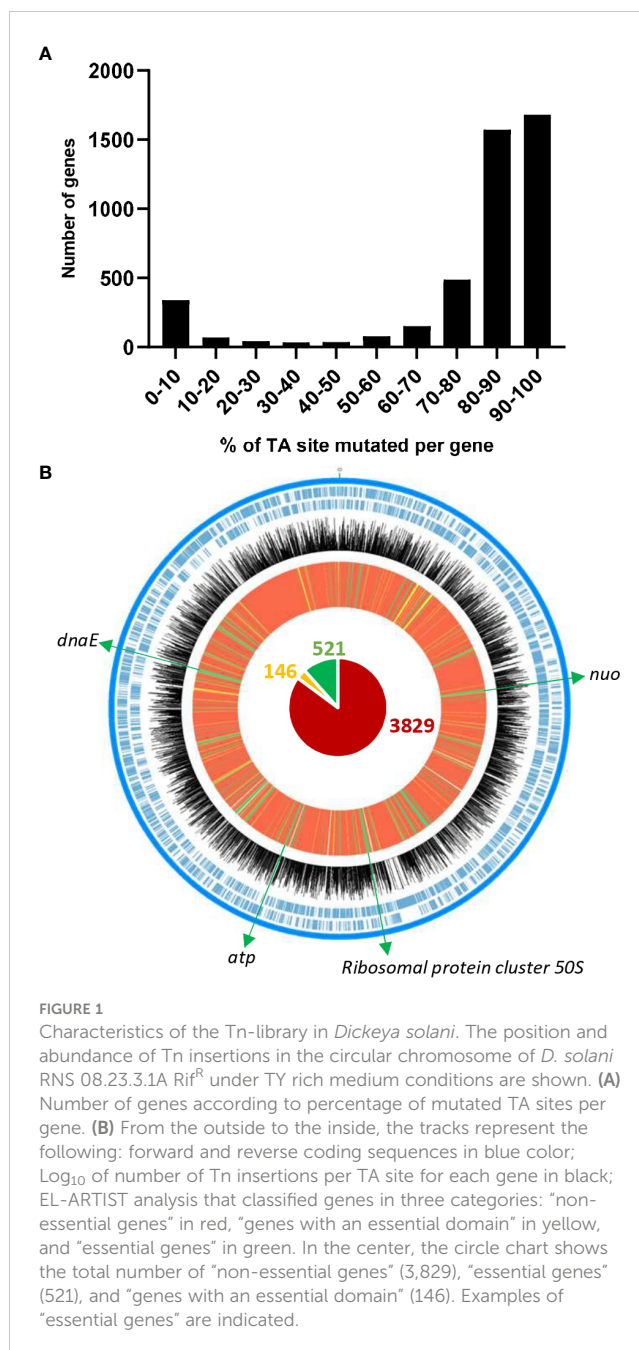 A
2000
1500
1000
500
0
Number of genes
0-10
10-20
20-30
30-40
40-50
50-60
60-70
70-80
80-90
90-100
% of TA site mutated per gene
B
0
dnaE
521
146
nuo
3829
atp
Ribosomal protein cluster 50S
FIGURE 1
Characteristics of the Tn-library in Dickeya solani. The position and
abundance of Tn insertions in the circular chromosome of D. solani
RNS 08.23.3.1A Rifᴿ under TY rich medium conditions are shown. (A)
Number of genes according to percentage of mutated TA sites per
gene. (B) From the outside to the inside, the tracks represent the
following: forward and reverse coding sequences in blue color;
Log₁₀ of number of Tn insertions per TA site for each gene in black;
EL-ARTIST analysis that classified genes in three categories: “non-
essential genes” in red, “genes with an essential domain” in yellow,
and “essential genes” in green. In the center, the circle chart shows
the total number of “non-essential genes” (3,829), “essential genes”
(521), and “genes with an essential domain” (146). Examples of
“essential genes” are indicated.